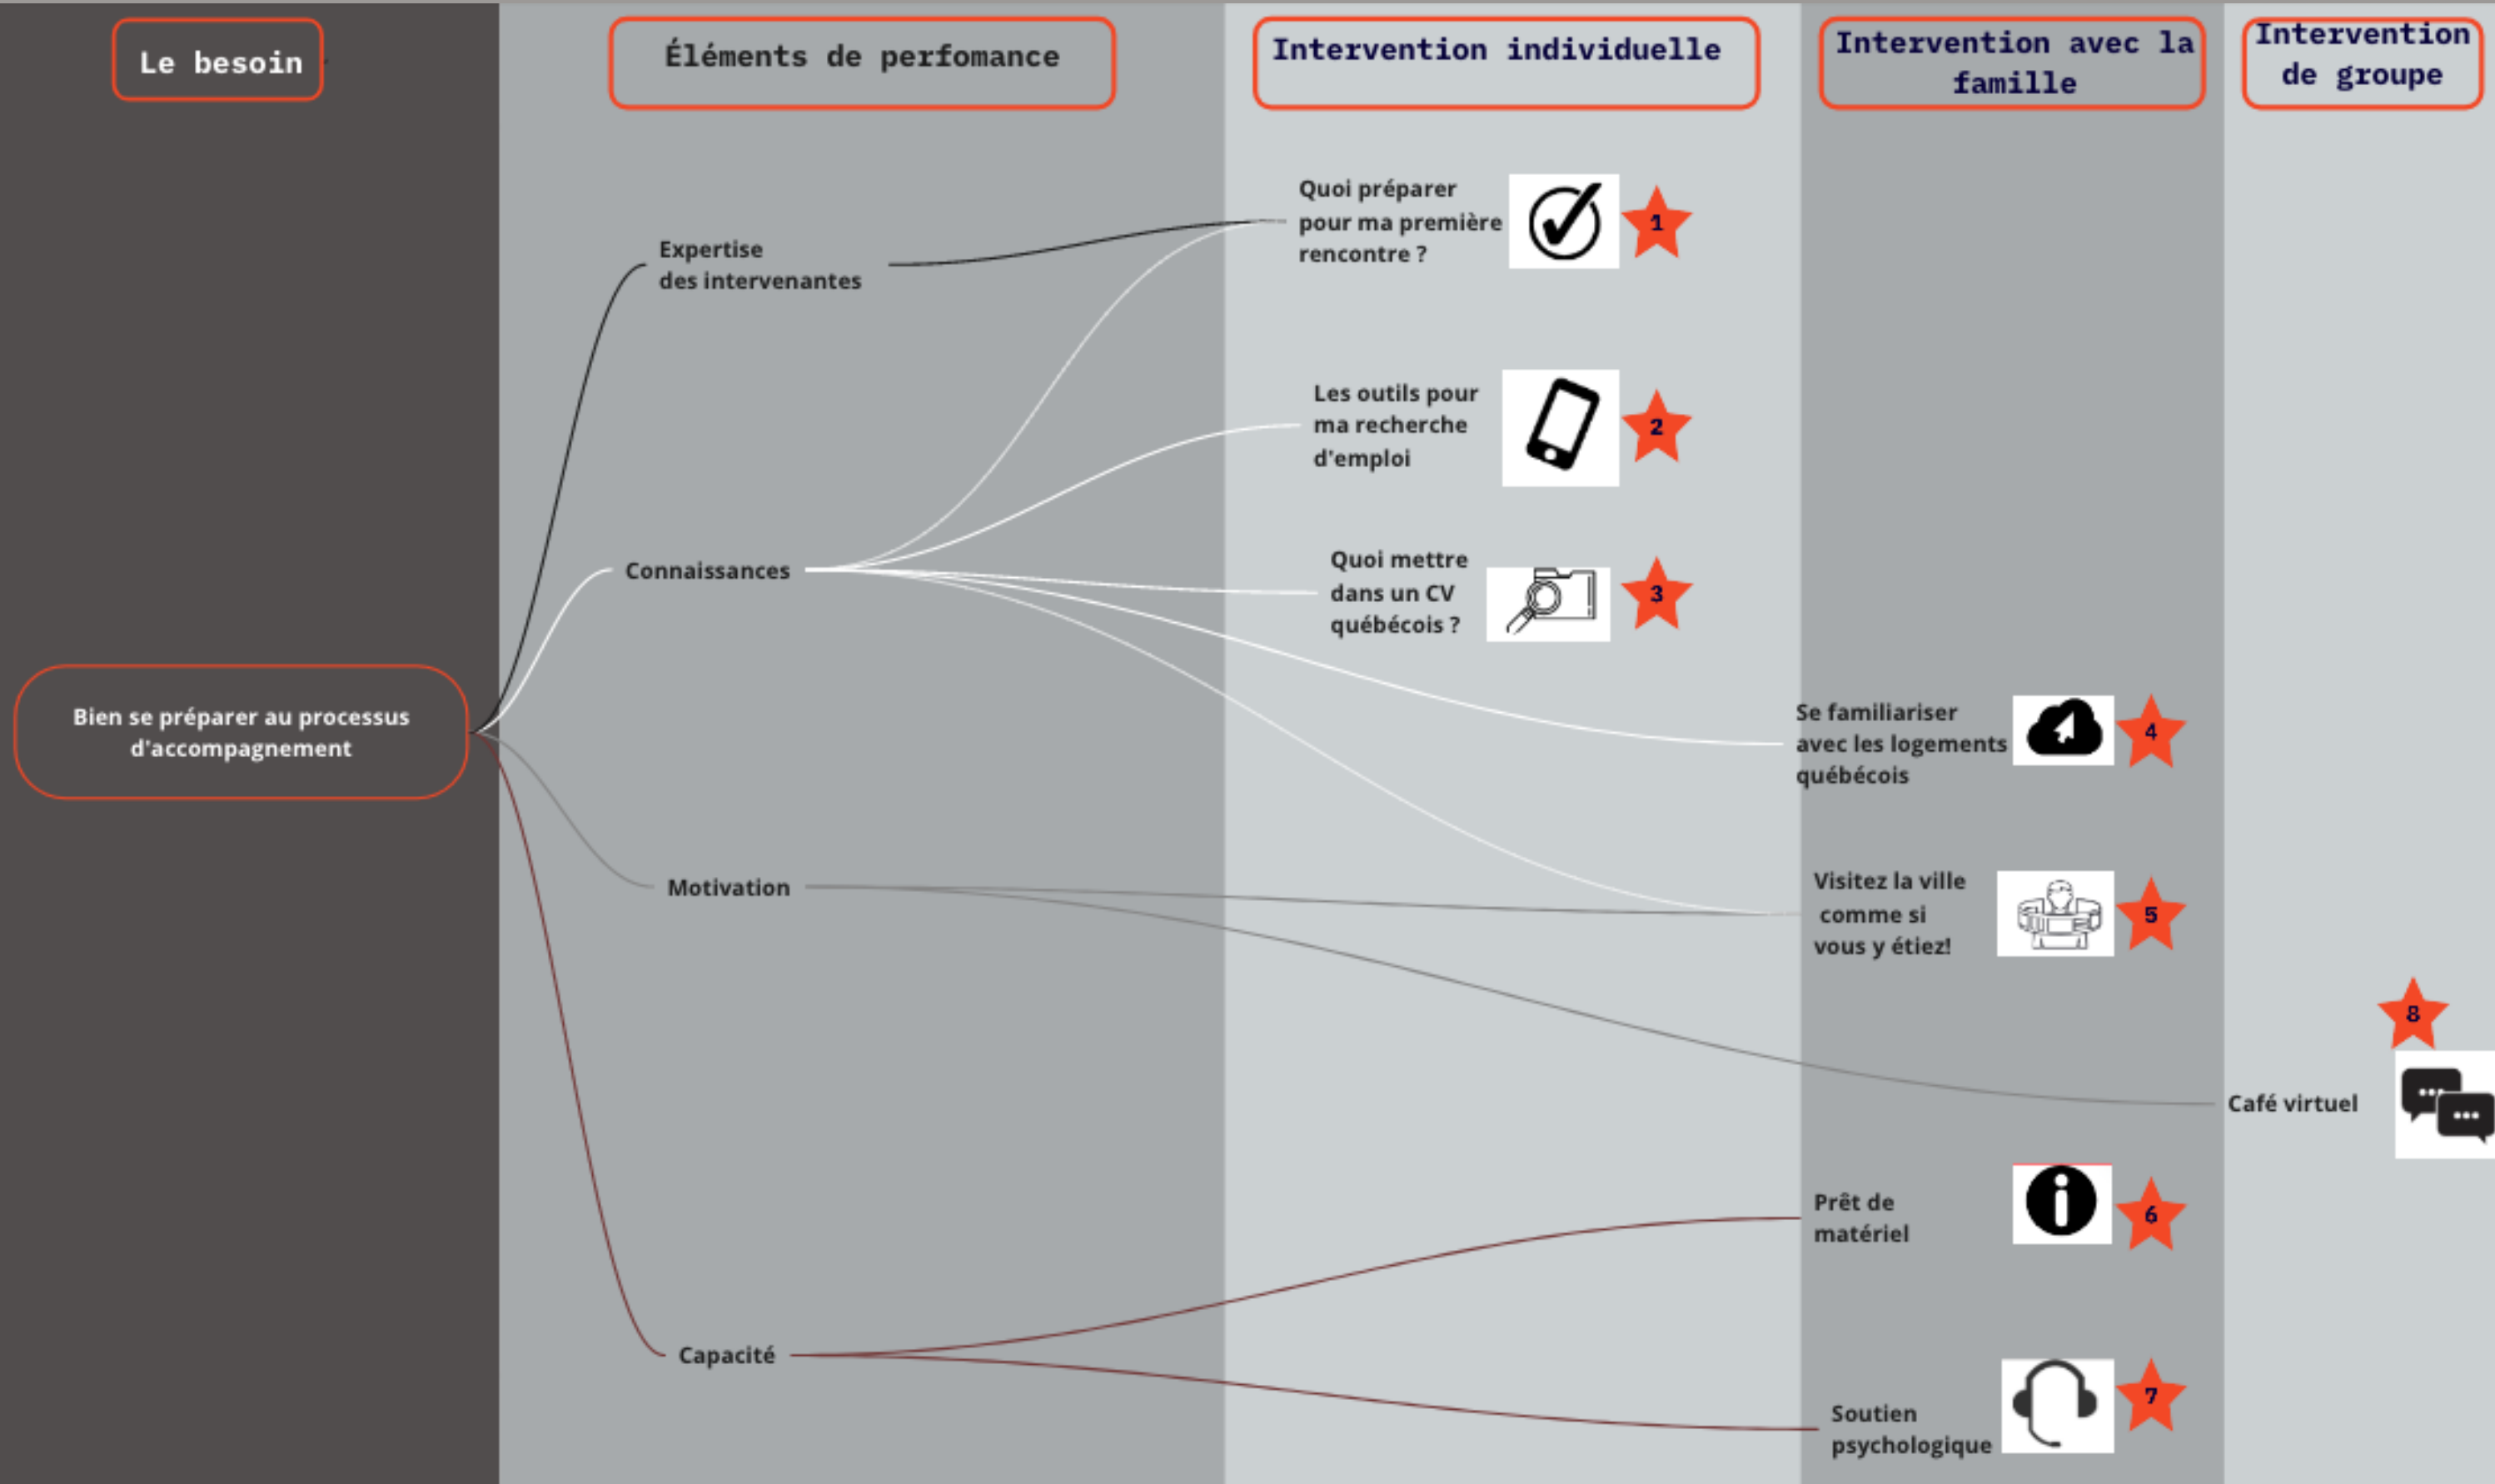 Le besoin
Éléments de perfomance
Intervention individuelle
Intervention avec la
famille
Intervention
de groupe
Quoi préparer
pour ma première
rencontre ?
1
Expertise
des intervenantes
Les outils pour
ma recherche
d'emploi
2
Quoi mettre
dans un CV
québécois ?
3
Connaissances
Bien se préparer au processus
d'accompagnement
Se familiariser
avec les logements
québécois
4
Motivation
Visitez la ville
comme si
vous y étiez!
5
8
Café virtuel
Prêt de
matériel
6
Capacité
Soutien
psychologique
7